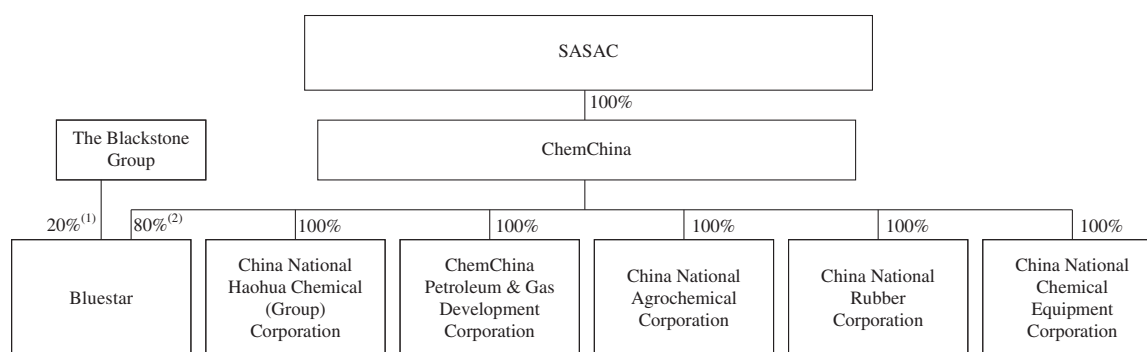 SASAC
100%
The Blackstone
Group
ChemChina
20%(1)
80%(2)
100%
100%
100%
100%
100%
Bluestar
China National
Haohua Chemical
(Group)
Corporation
ChemChina
Petroleum & Gas
Development
Corporation
China National
Agrochemical
Corporation
China National
Rubber
Corporation
China National
Chemical
Equipment
Corporation